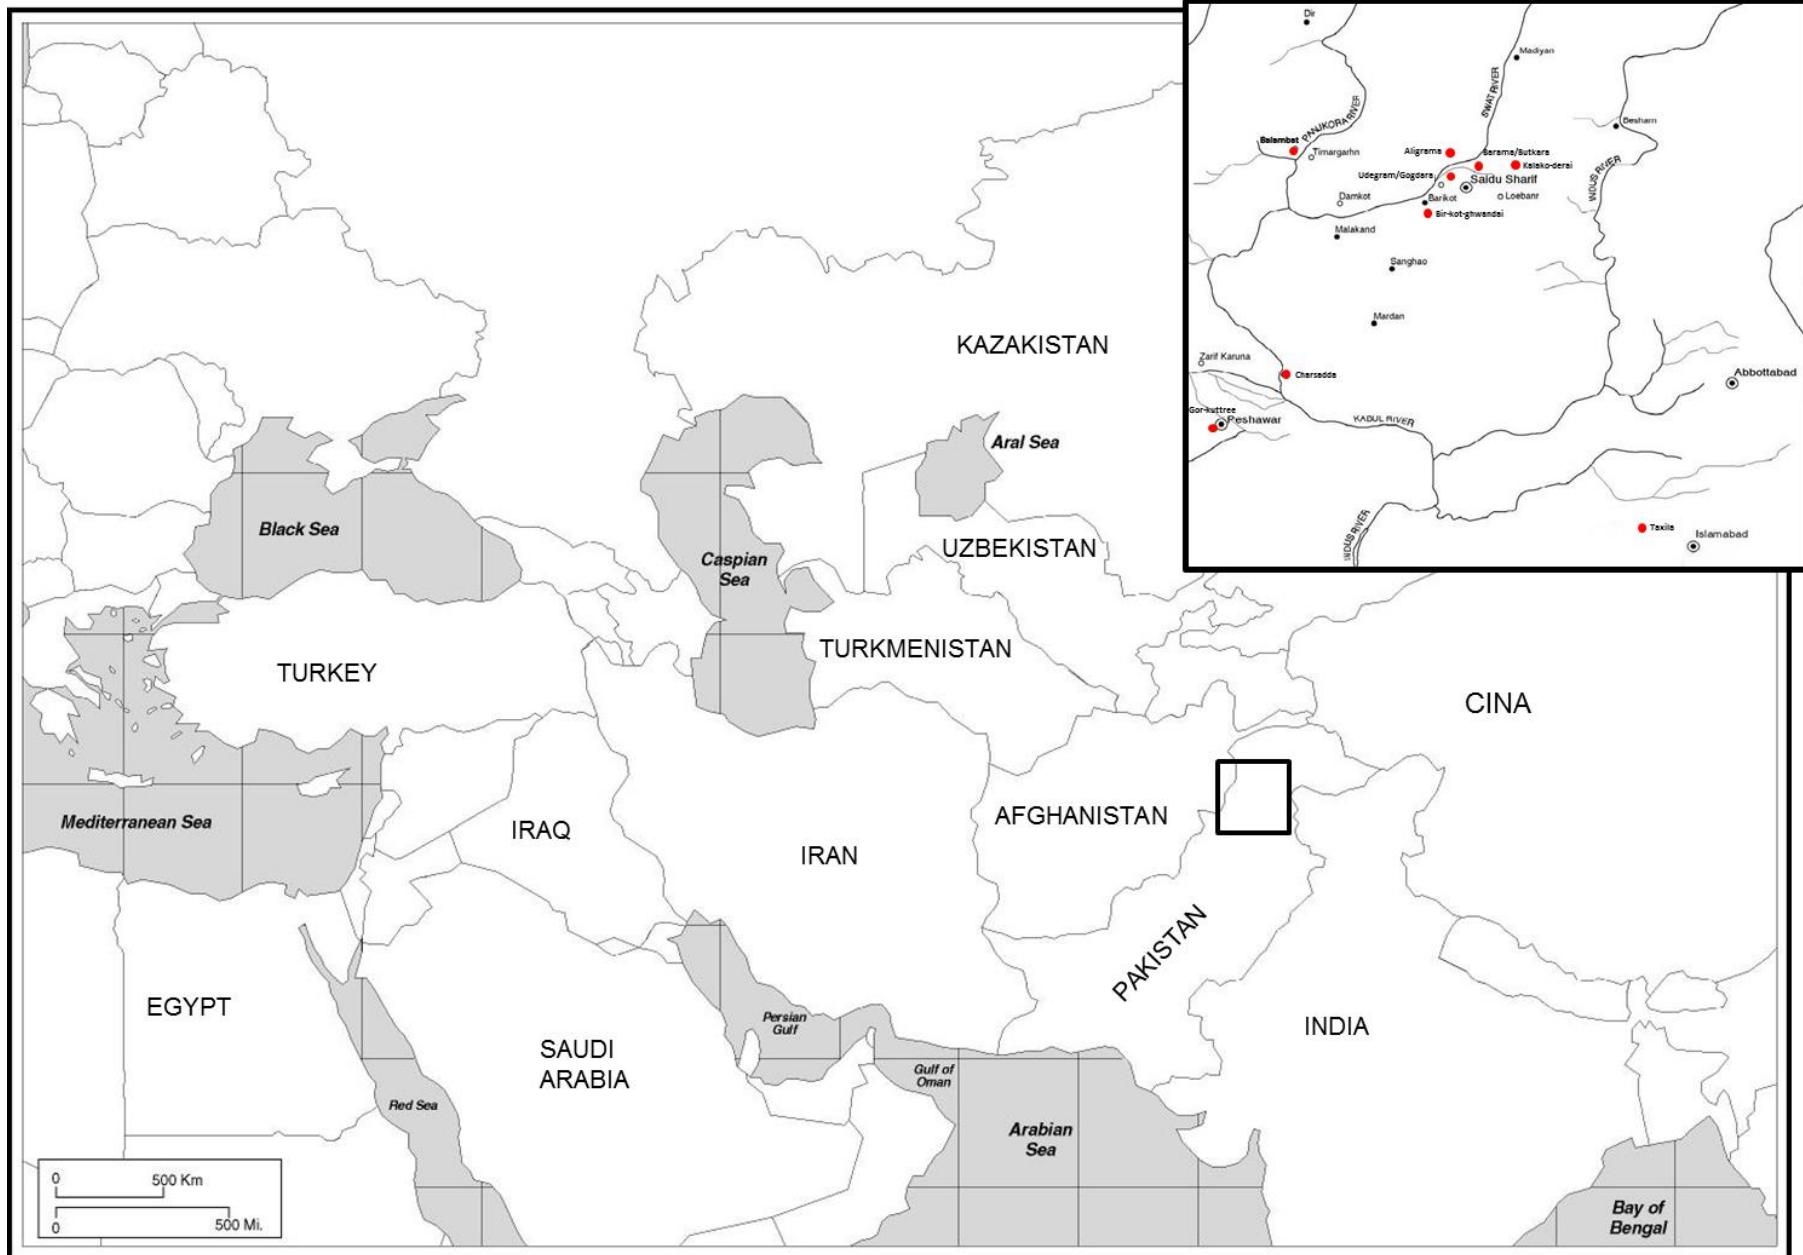 Dir
Madiyan
SWAT RIVER
PANJKORA RIVER
Besham
Balambat
Timargarhn
Aligrama
Barama/Butkara
Kalako-derai
Udegram/Gogdara
Saidu Sharif
INDUS RIVER
Damkot
Barikot
Loebanr
Bir-kot-ghwandai
Malakand
Sanghao
Mardan
Zarif Karuna
Charsadda
Abbottabad
Gor-kuttree
Peshawar
KABUL RIVER
INDUS RIVER
Taxila
Islamabad
KAZAKISTAN
Aral Sea
Black Sea
Caspian
Sea
UZBEKISTAN
TURKMENISTAN
TURKEY
CINA
Mediterranean Sea
IRAQ
IRAN
AFGHANISTAN
PAKISTAN
EGYPT
Persian
Gulf
INDIA
SAUDI
ARABIA
Gulf of
Oman
Red Sea
Arabian
Sea
0 500 Km
0 500 Mi.
Bay of
Bengal